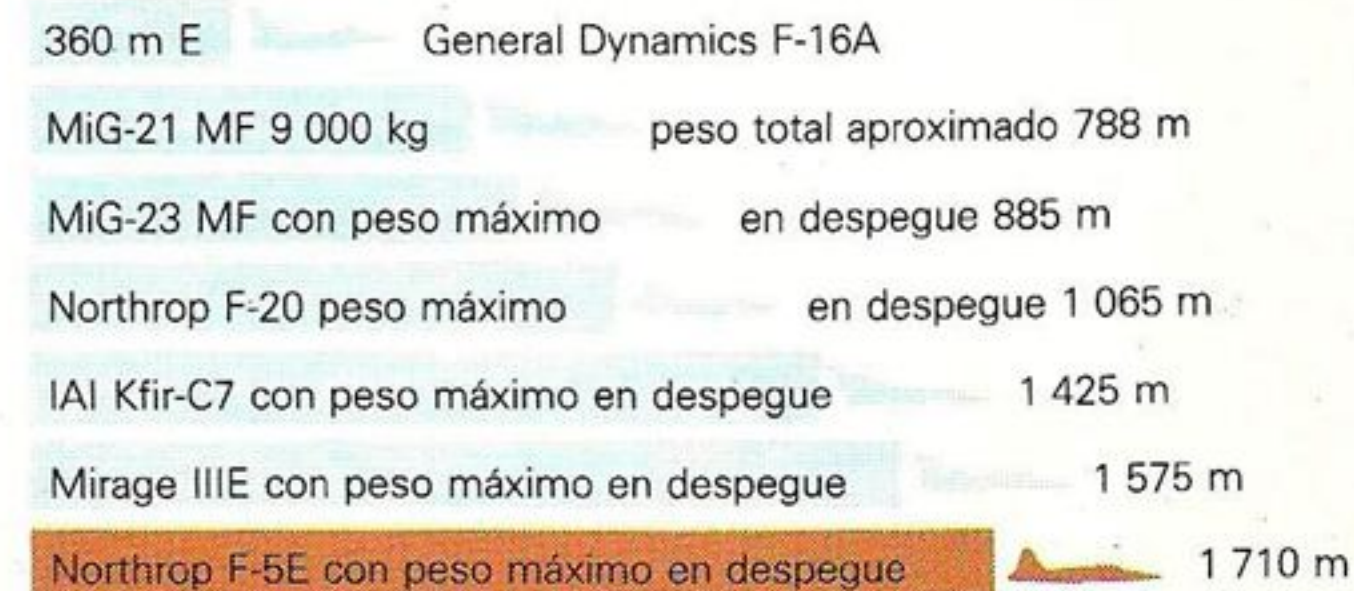 360 m E General Dynamics F-16A
MiG-21 MF 9 000 kg peso total aproximado 788 m
MiG-23 MF con peso máximo en despegue 885 m
Northrop F-20 peso máximo en despegue 1 065 m
IAI Kfir-C7 con peso máximo en despegue 1 425 m
Mirage IIIE con peso máximo en despegue 1 575 m
Northrop F-5E con peso máximo en despegue 1 710 m